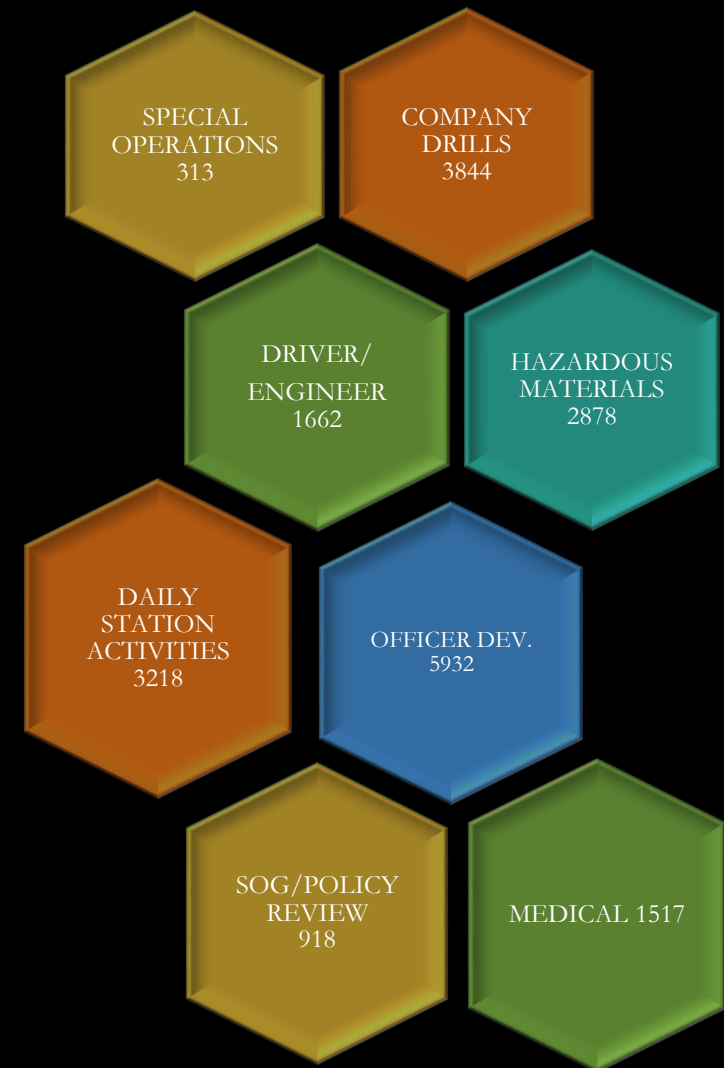 SPECIAL
OPERATIONS
313
COMPANY
DRILLS
3844
DRIVER/
ENGINEER
1662
HAZARDOUS
MATERIALS
2878
DAILY
STATION
ACTIVITIES
3218
OFFICER DEV.
5932
SOG/POLICY
REVIEW
918
MEDICAL 1517